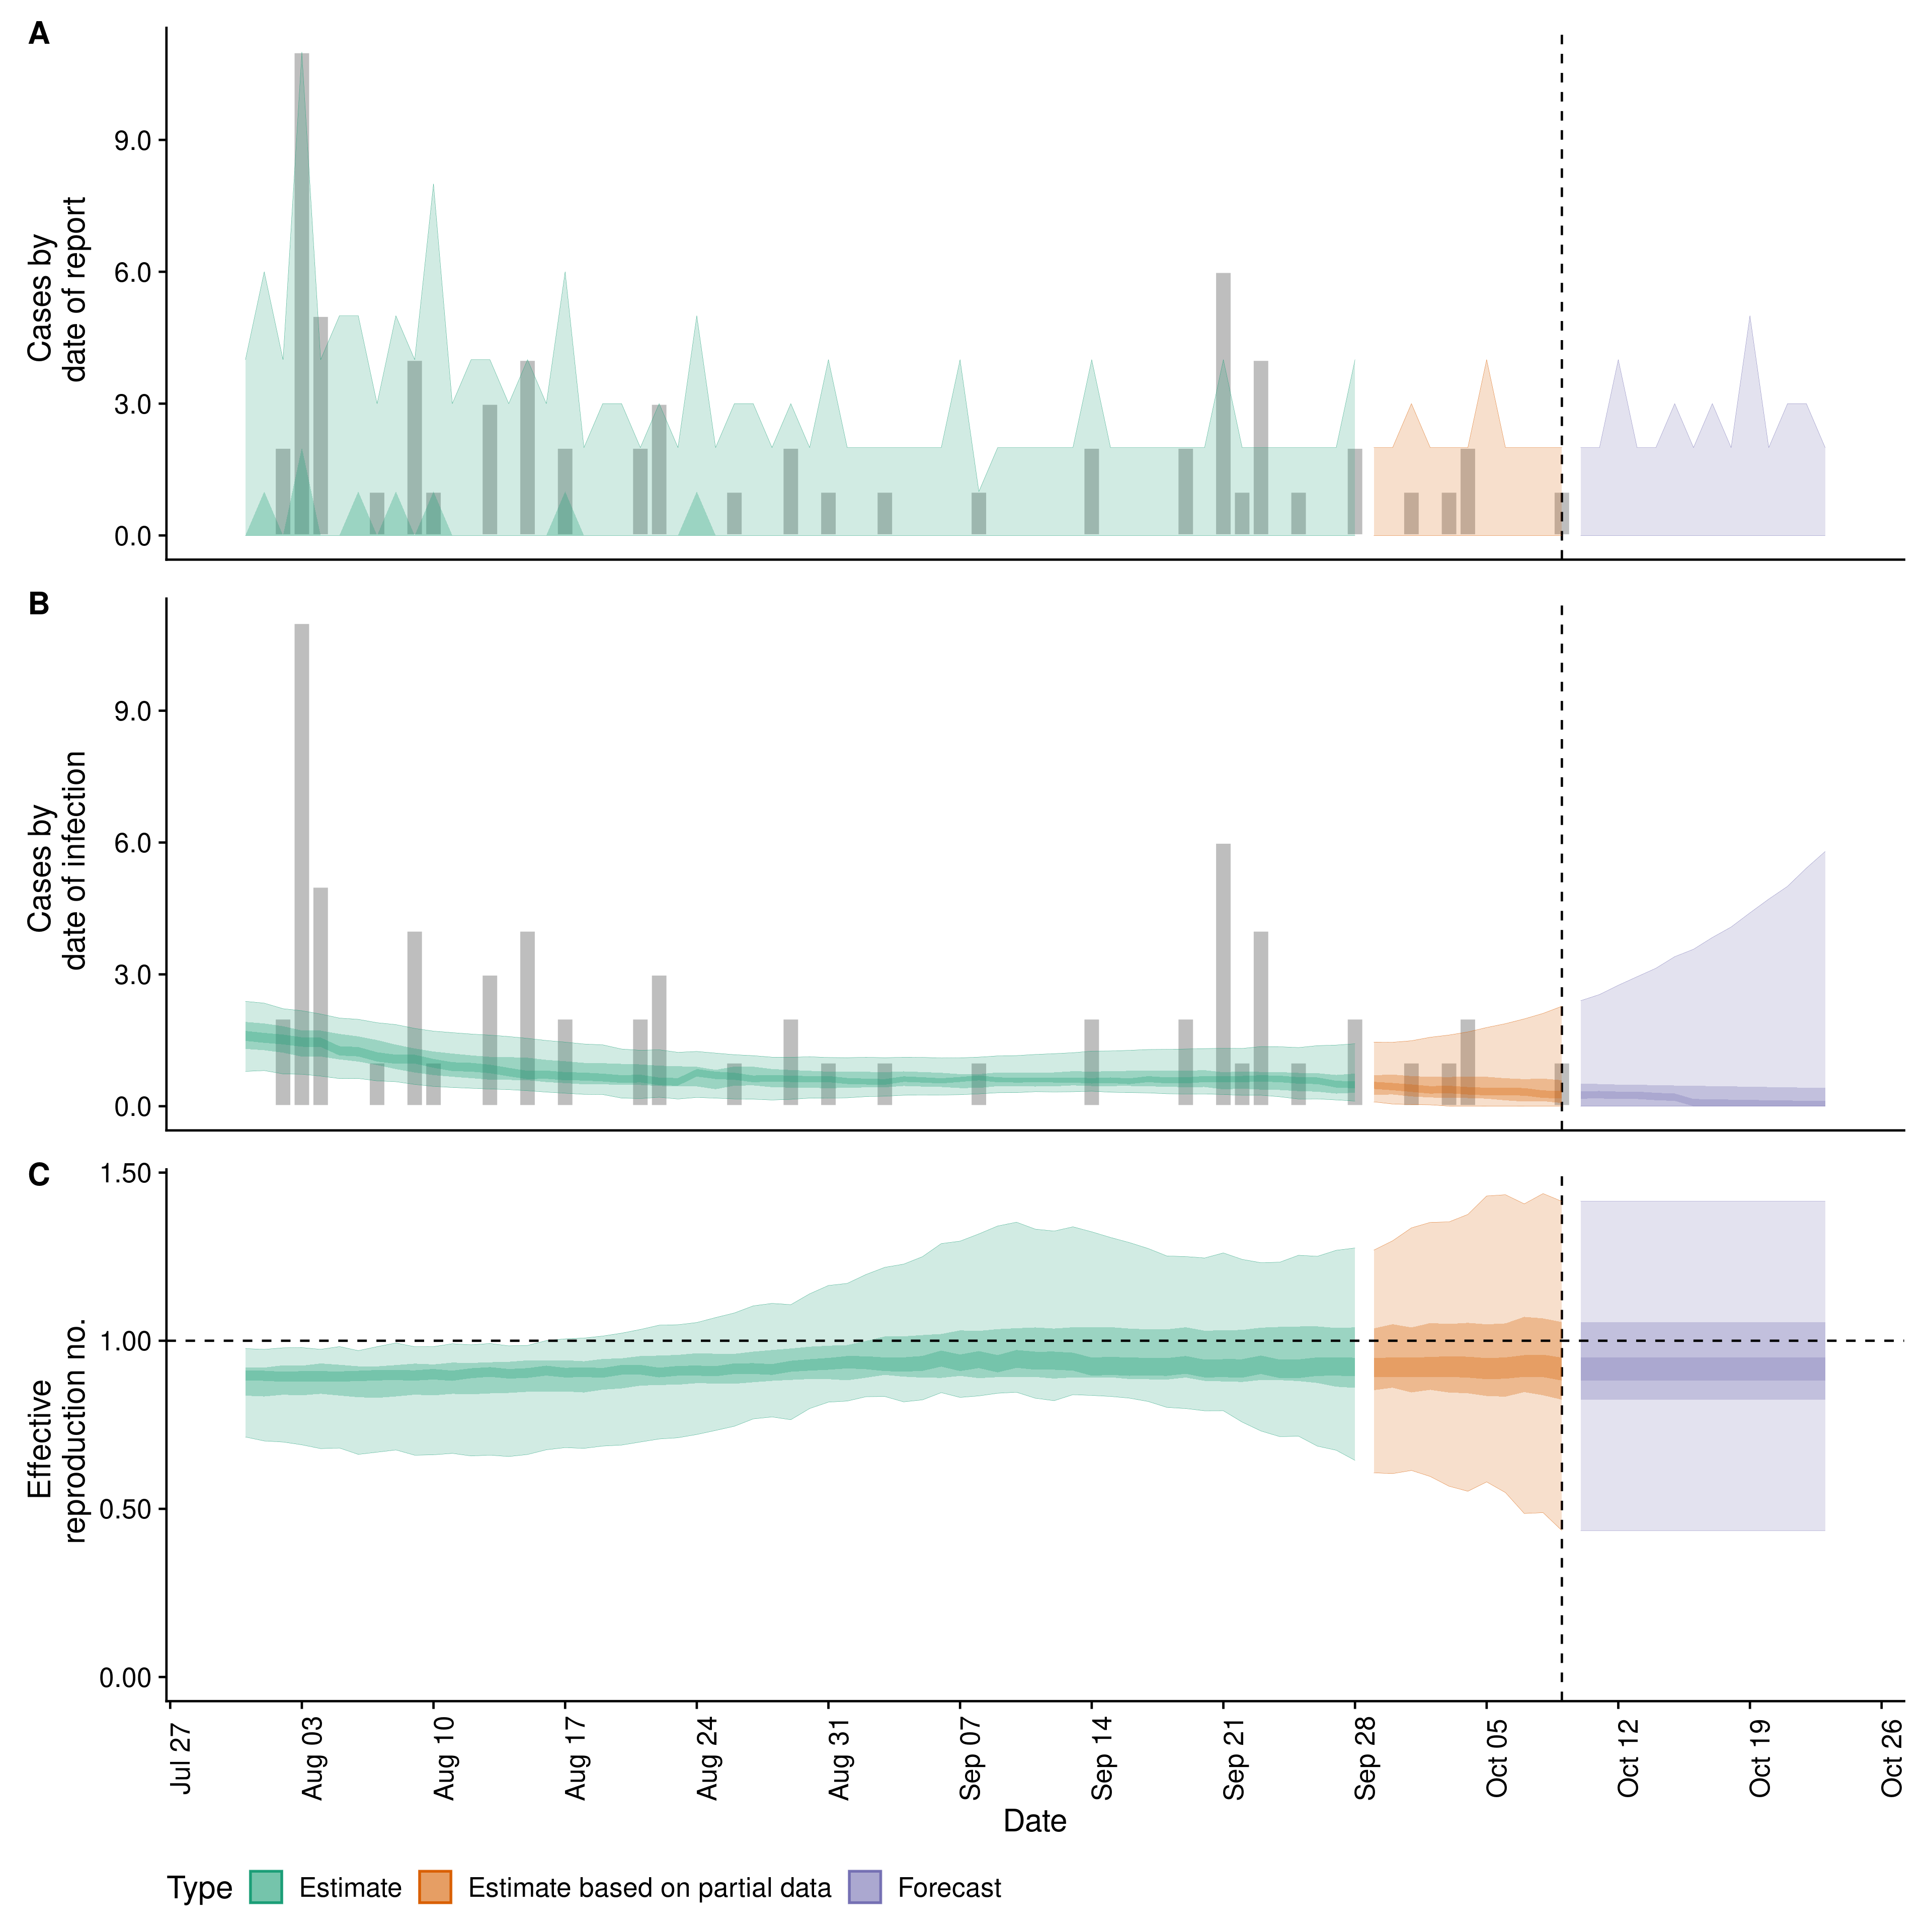 A
Cases by
date of report
9.0
6.0
3.0
0.0
B
Cases by
date of infection
9.0
6.0
3.0
0.0
C
Effective
reproduction no.
1.50
1.00
0.50
0.00
Jul 27
Aug 03
Aug 10
Aug 17
Aug 24
Aug 31
Sep 07
Sep 14
Sep 21
Sep 28
Oct 05
Oct 12
Oct 19
Oct 26
Date
Type Estimate Estimate based on partial data Forecast